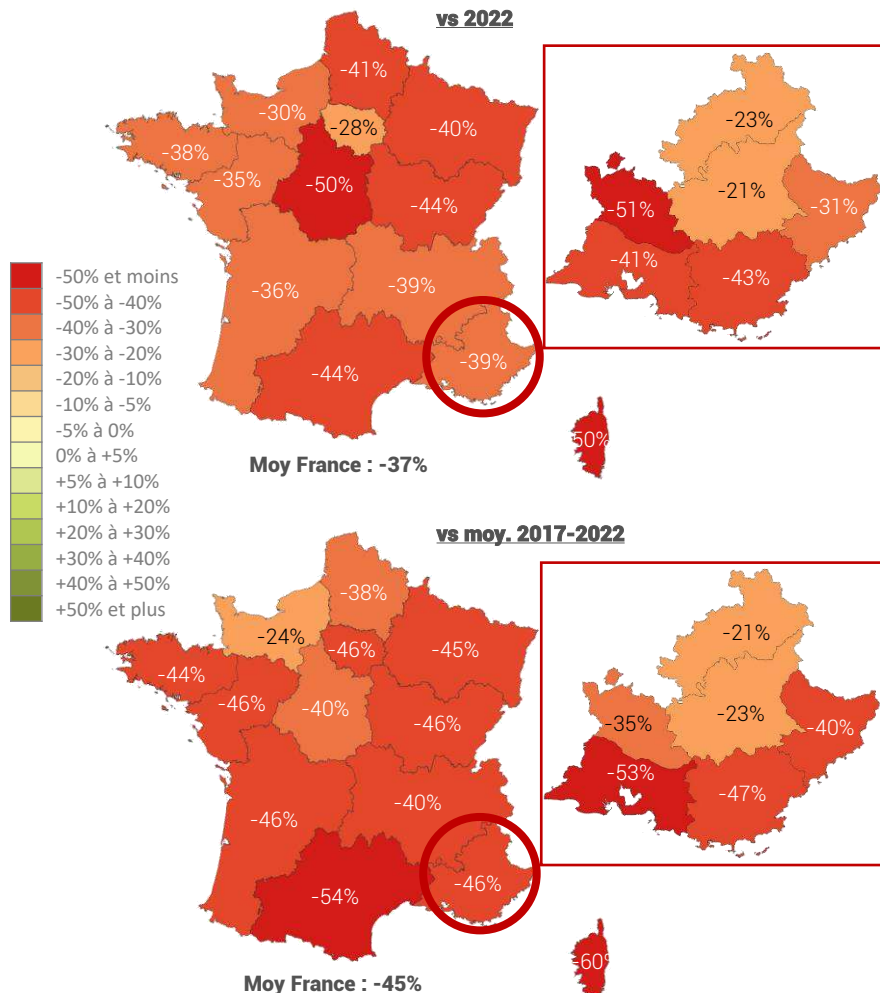 vs 2022
-41%
-30%
-28%
-40%
-38%
-35%
-50%
-44%
-36%
-39%
-39%
-44%
50%
-23%
-21%
-31%
-51%
-41%
-43%
Moy France : -37%
-50% et moins
-50% à -40%
-40% à -30%
-30% à -20%
-20% à -10%
-10% à -5%
-5% à 0%
0% à +5%
+5% à +10%
+10% à +20%
+20% à +30%
+30% à +40%
+40% à +50%
+50% et plus
vs moy. 2017-2022
-38%
-24%
-46%
-45%
-44%
-46%
-40%
-46%
-40%
-46%
-46%
-54%
-60%
-21%
-23%
-40%
-35%
-53%
-47%
Moy France : -45%